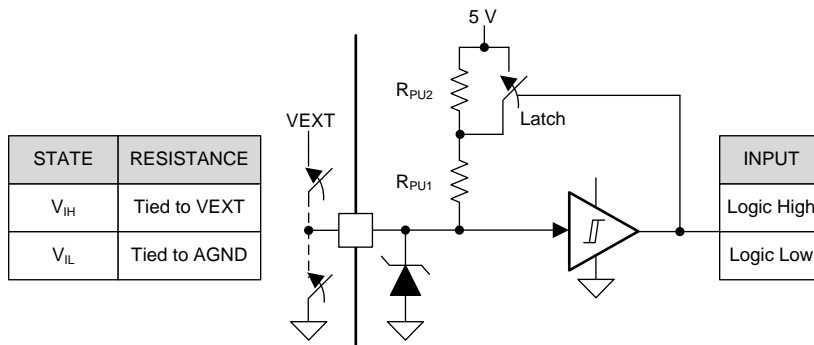 5 V
RPU2
Latch
VEXT
RPU1
STATE RESISTANCE
VIH Tied to VEXT
VIL Tied to AGND
INPUT
Logic High
Logic Low